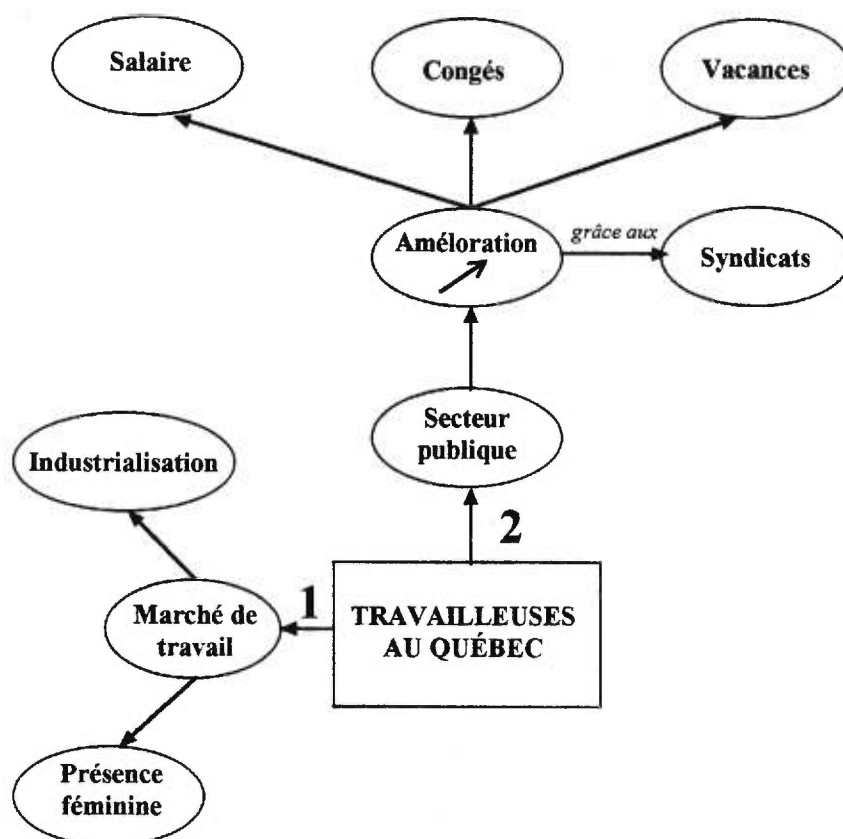 Salaire
Congés
Vacances
Améloration
grâce aux
Syndicats
Secteur
publique
Industrialisation
2
1
Marché de
travail
TRAVAILLEUSES
AU QUÉBEC
Présence
féminine